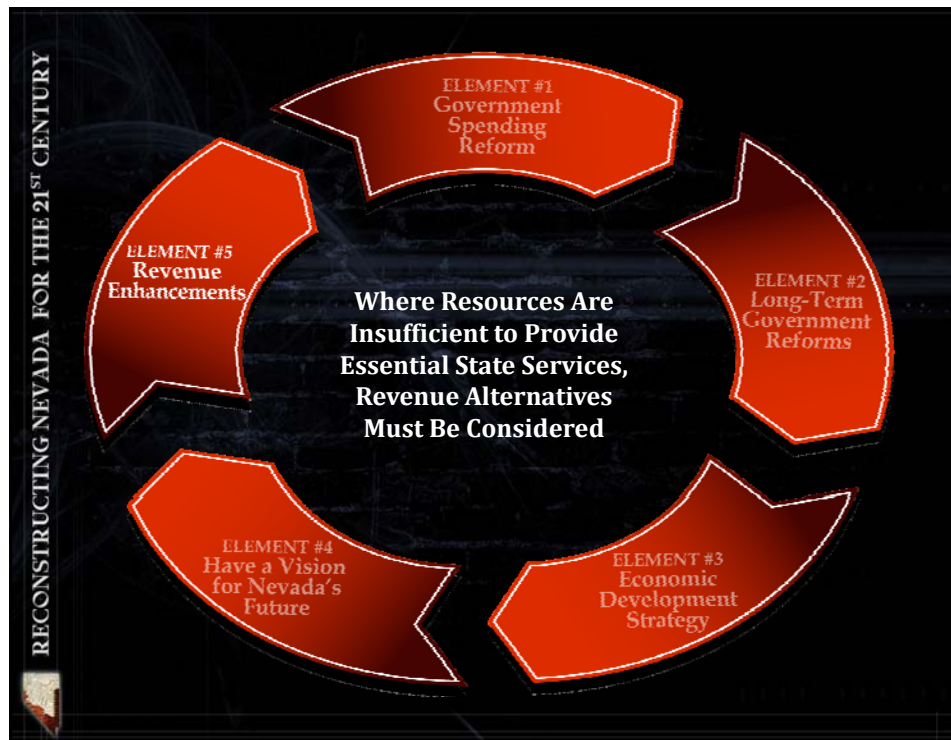 RECONSTRUCTING NEVADA FOR THE 21ST CENTURY
ELEMENT #1
Government
Spending
Reform
ELEMENT #2
Long-Term
Government
Reforms
ELEMENT #3
Economic
Development
Strategy
ELEMENT #4
Have a Vision
for Nevada's
Future
ELEMENT #5
Revenue
Enhancements
Where Resources Are
Insufficient to Provide
Essential State Services,
Revenue Alternatives
Must Be Considered